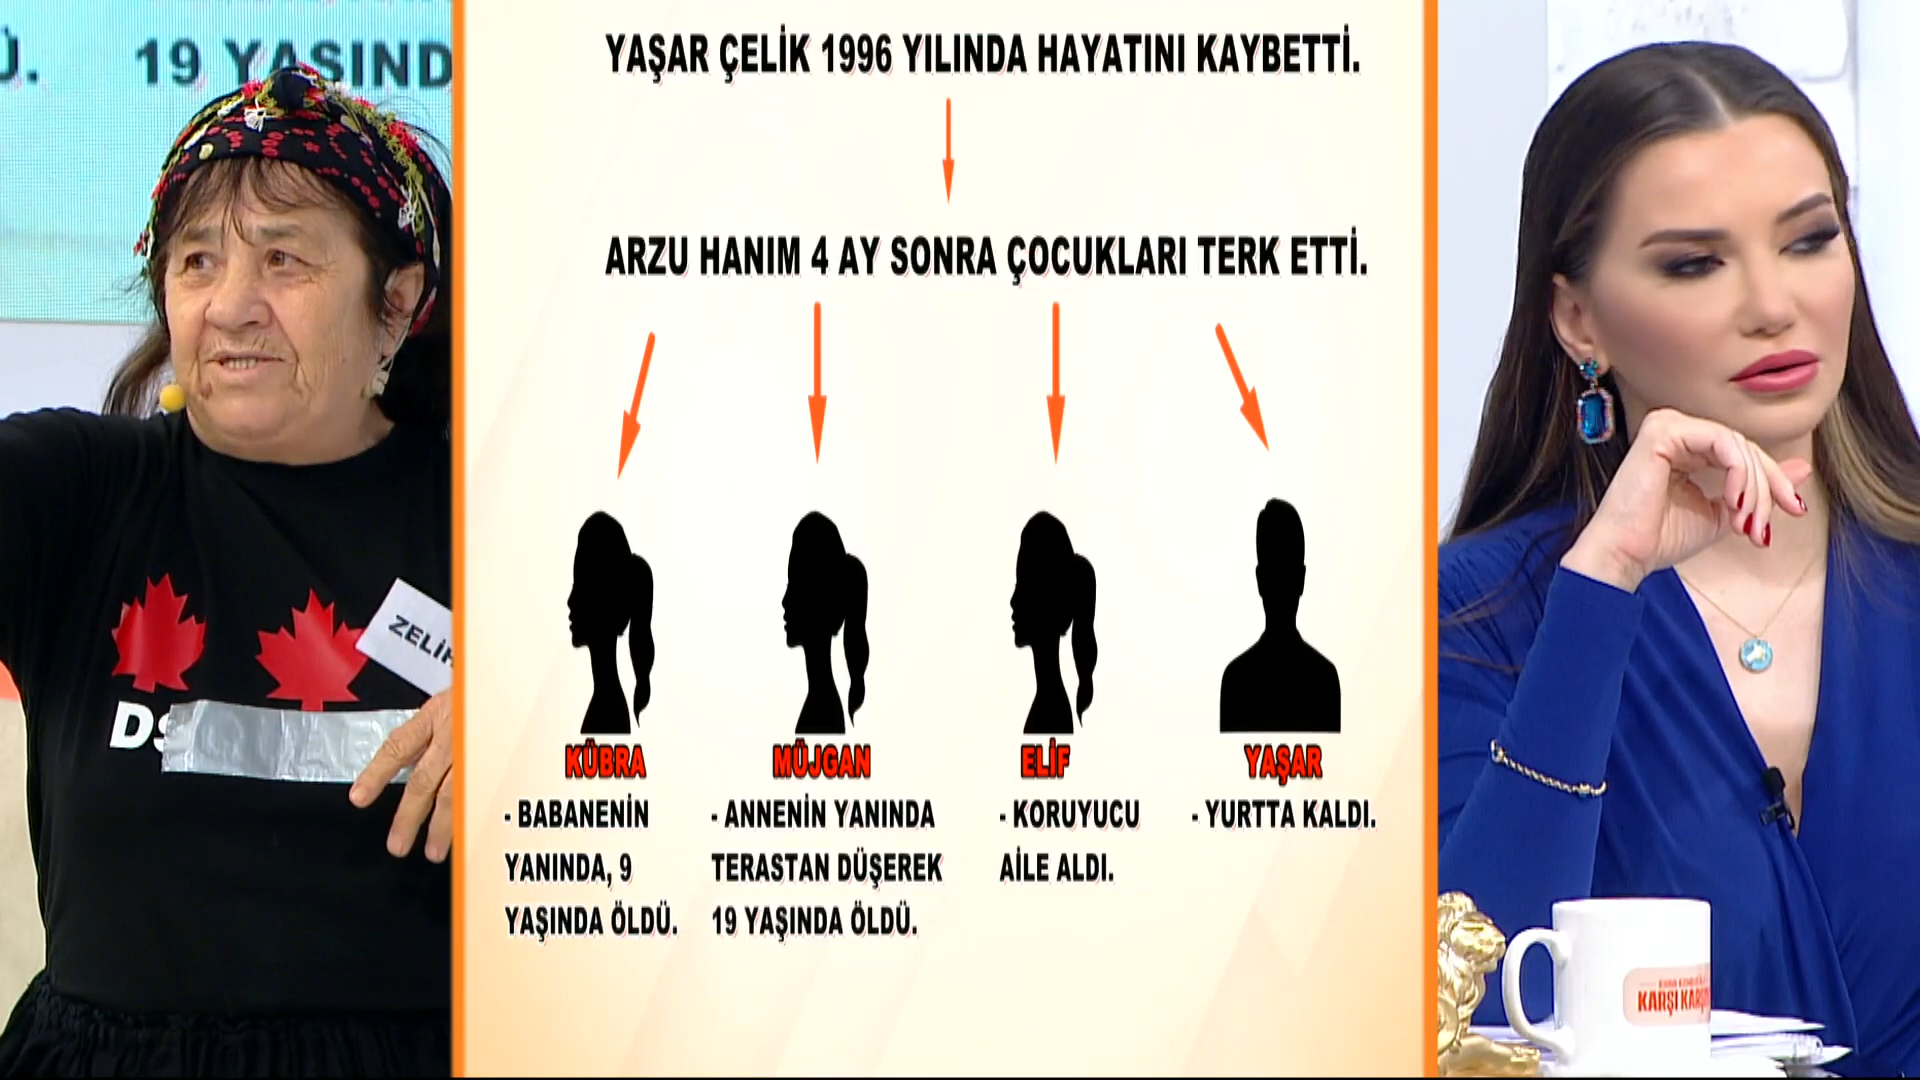 Ü. 19 YAŞIND
YAŞAR ÇELİK 1996 YILINDA HAYATINI KAYBETTİ.
ARZU HANIM 4 AY SONRA ÇOCUKLARI TERK ETTİ.
KÜBRA
- BABANENİN
YANINDA, 9
YAŞINDA ÖLDÜ.
MÜJGAN
- ANNENİN YANINDA
TERASTAN DÜŞEREK
19 YAŞINDA ÖLDÜ.
ELİF
- KORUYUCU
AİLE ALDI.
YAŞAR
- YURTTA KALDI.
ZELİH
DS
KARŞI KARŞI